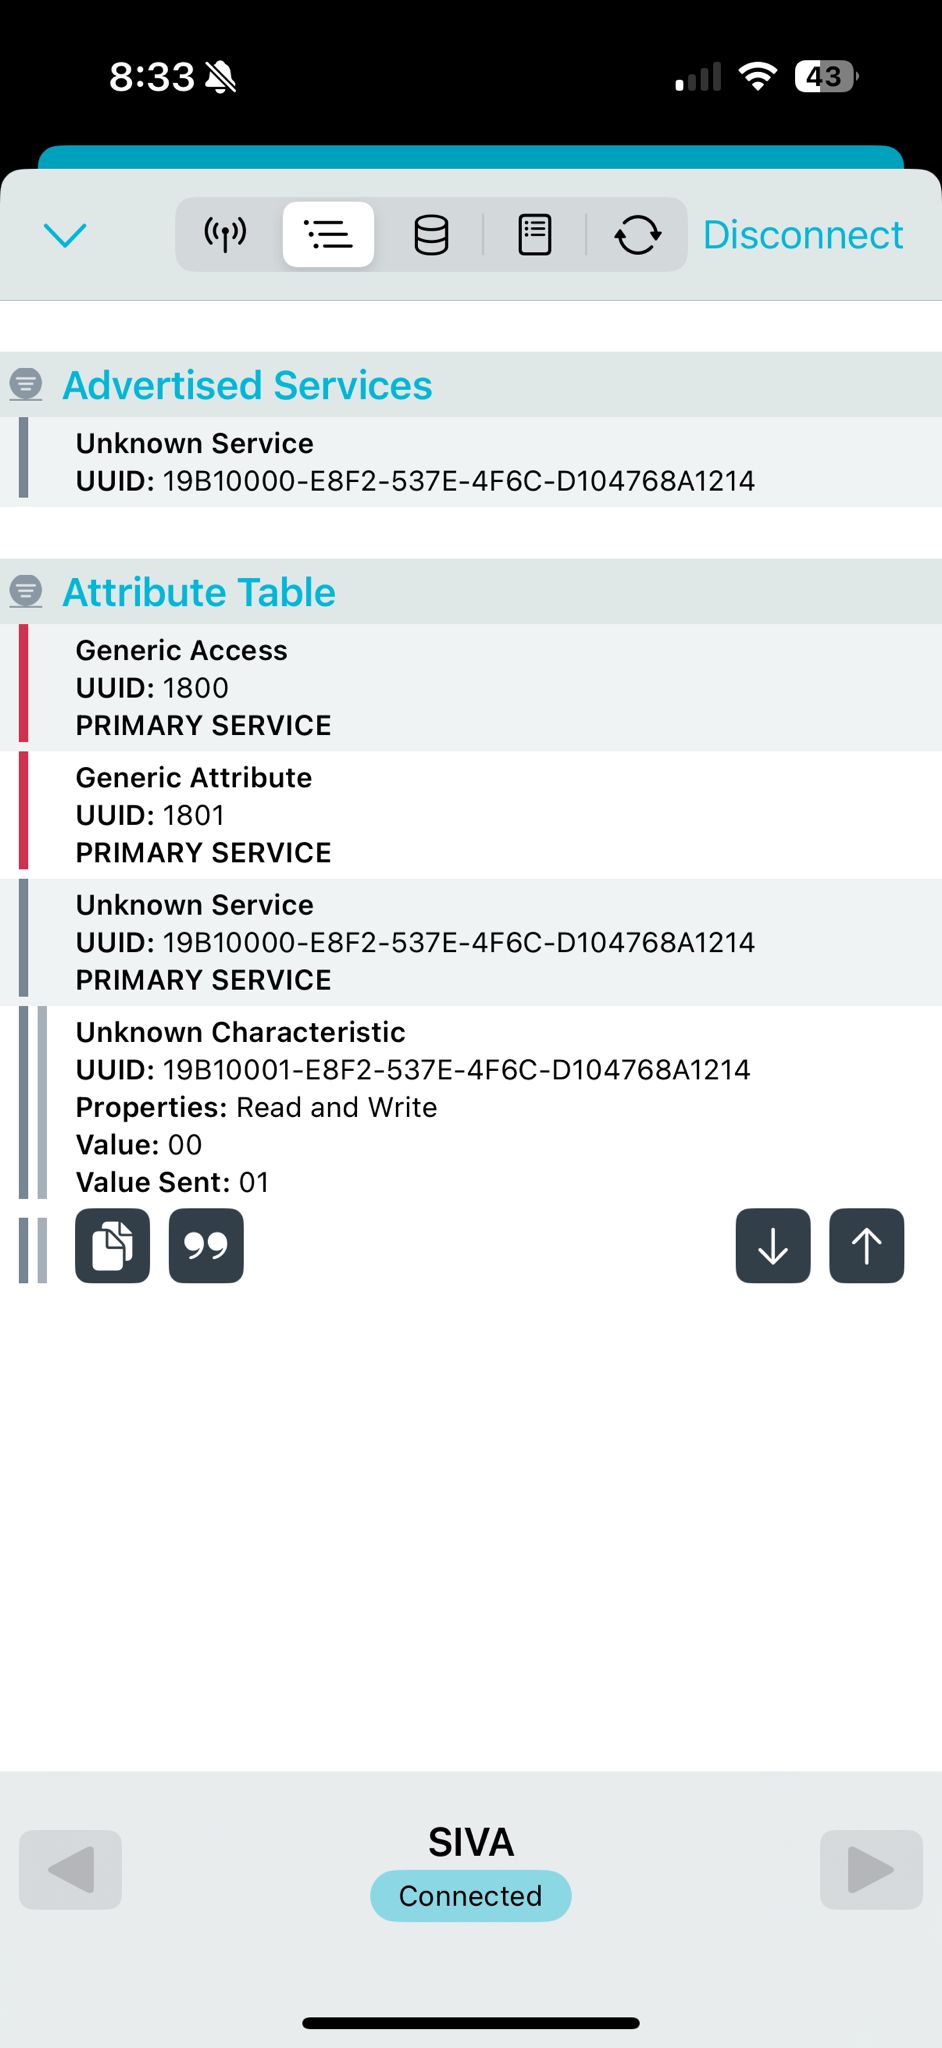 8:33
43
Disconnect
Advertised Services
Unknown Service
UUID: 19B10000-E8F2-537E-4F6C-D104768A1214
Attribute Table
Generic Access
UUID: 1800
PRIMARY SERVICE
Generic Attribute
UUID: 1801
PRIMARY SERVICE
Unknown Service
UUID: 19B10000-E8F2-537E-4F6C-D104768A1214
PRIMARY SERVICE
Unknown Characteristic
UUID: 19B10001-E8F2-537E-4F6C-D104768A1214
Properties: Read and Write
Value: 00
Value Sent: 01
SIVA
Connected